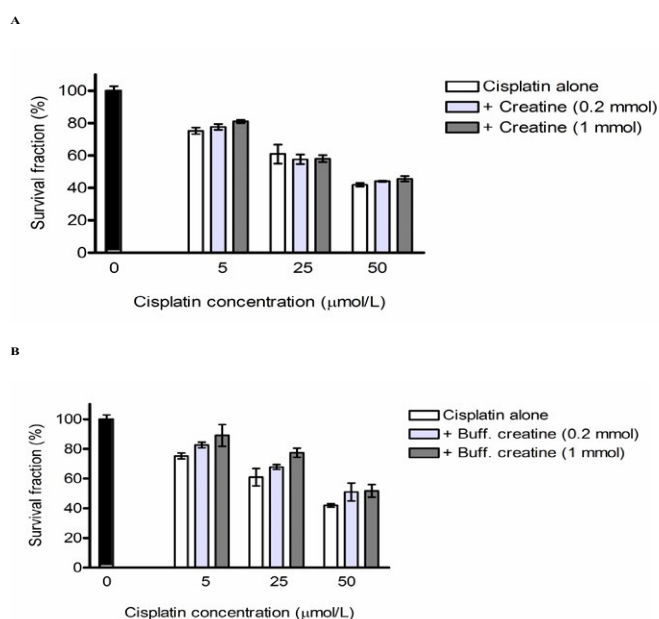 A
Survival fraction (%)
100
80
60
40
20
0
0 5 25 50
Cisplatin concentration (μmol/L)
Cisplatin alone
+ Creatine (0.2 mmol)
+ Creatine (1 mmol)
B
Survival fraction (%)
100
80
60
40
20
0
0 5 25 50
Cisplatin concentration (μmol/L)
Cisplatin alone
+ Buff. creatine (0.2 mmol)
+ Buff. creatine (1 mmol)